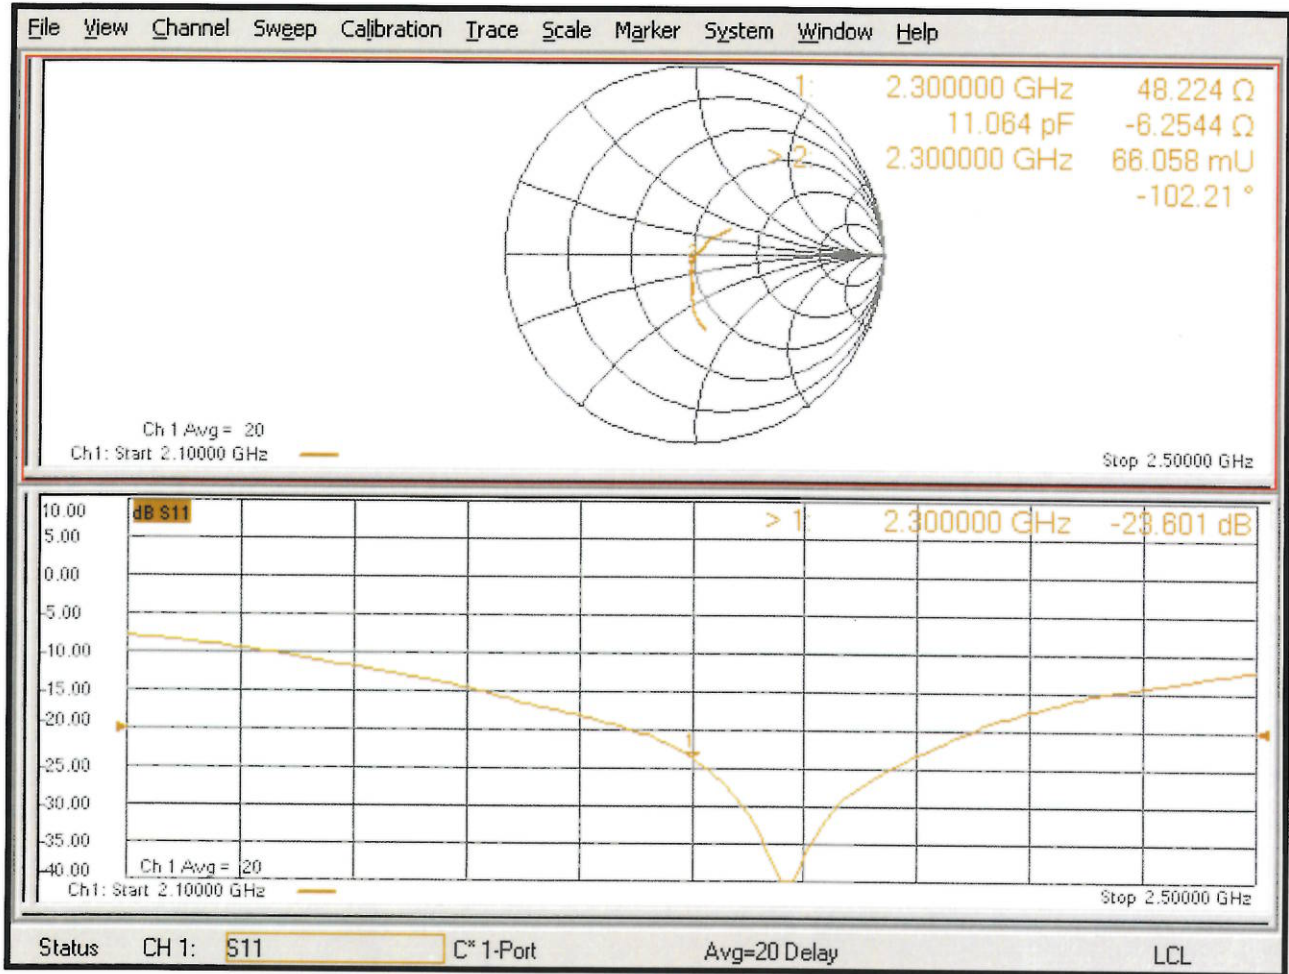 File View Channel Sweep Calibration Trace Scale Marker System Window Help
1: 2.300000 GHz 48.224 Ω
11.064 pF -6.2544 Ω
> 2: 2.300000 GHz 66.058 mU
-102.21 °
Ch 1 Avg = 20
Ch1: Start 2.10000 GHz
Stop 2.50000 GHz
10.00
dB S11
> 1: 2.300000 GHz -23.601 dB
5.00
0.00
-5.00
-10.00
-15.00
-20.00
1
-25.00
-30.00
-35.00
-40.00
Ch 1 Avg = 20
Ch1: Start 2.10000 GHz
Stop 2.50000 GHz
Status CH 1: S11 C* 1-Port Avg=20 Delay LCL